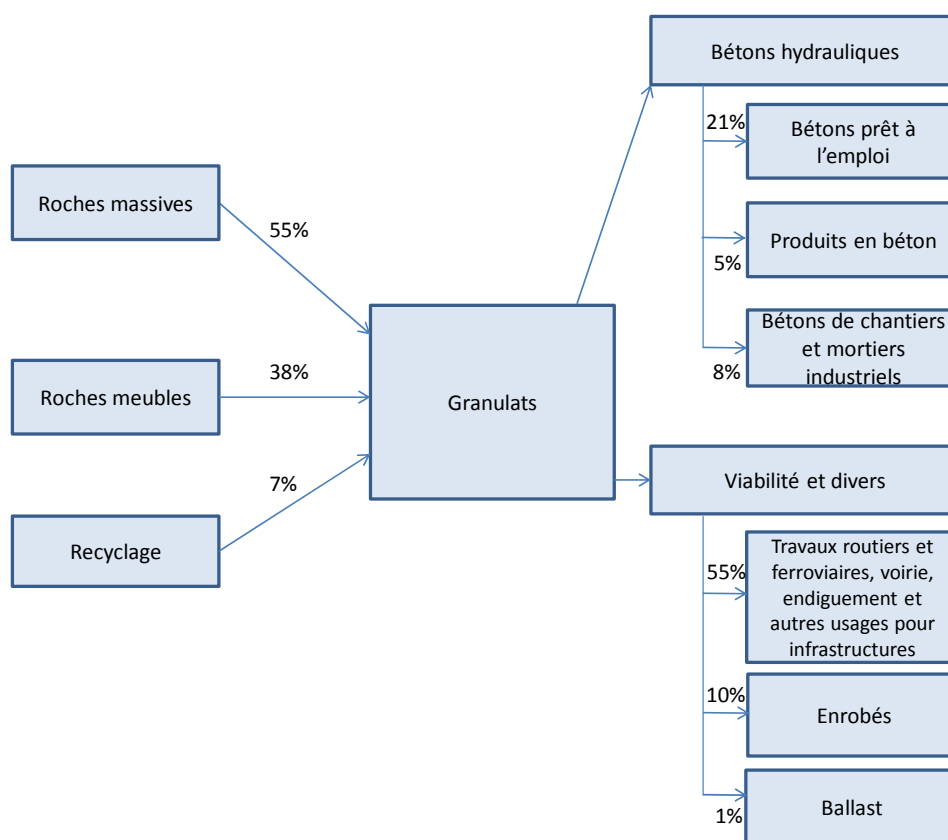 Roches massives
55%
Roches meubles
38%
Recyclage
7%
Granulats
Bétons hydrauliques
21%
Bétons prêt à
l'emploi
Produits en béton
5%
Bétons de chantiers
et mortiers
industriels
8%
Viabilité et divers
55%
Travaux routiers et
ferroviaires, voirie,
endiguement et
autres usages pour
infrastructures
10%
Enrobés
Ballast
1%